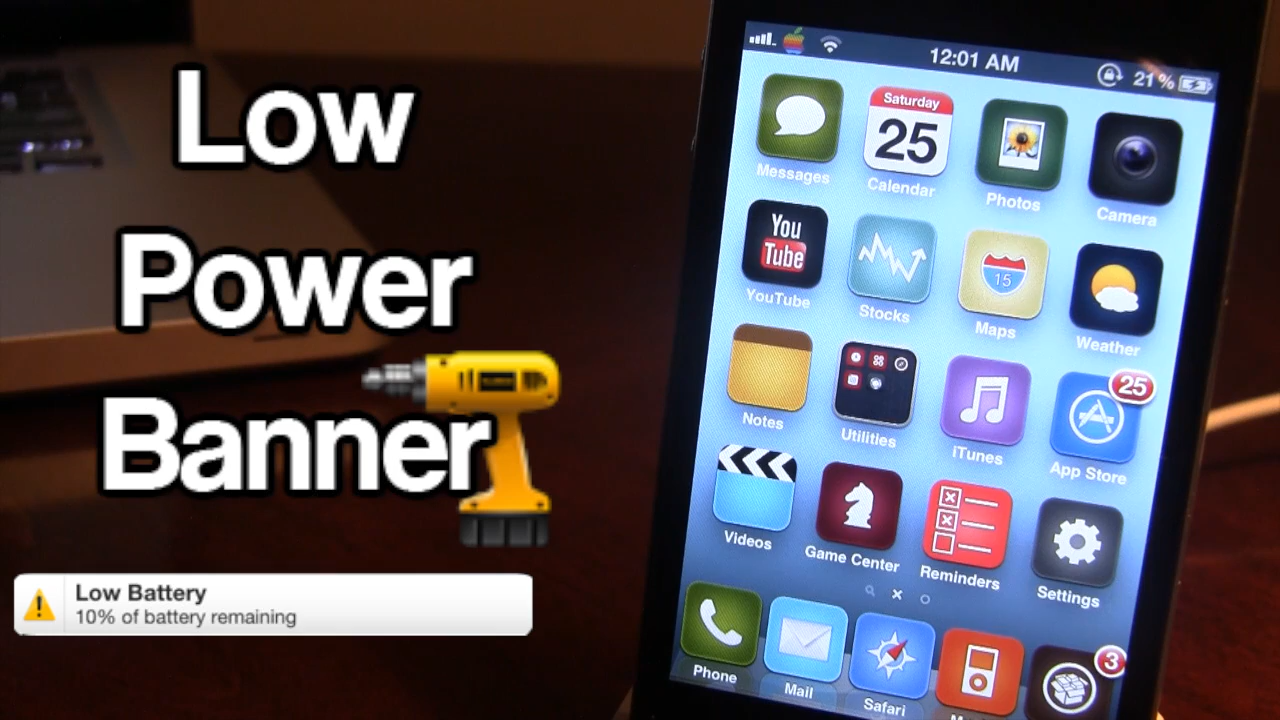 Low
Power
Banner
Low Battery
10% of battery remaining
12:01 AM
21%
Saturday
25
Messages
Calendar
Photos
Camera
You
Tube
15
YouTube
Stocks
Maps
Weather
25
Notes
Utilities
iTunes
App Store
Videos
Game Center
Reminders
Settings
3
Phone
Mail
Safari